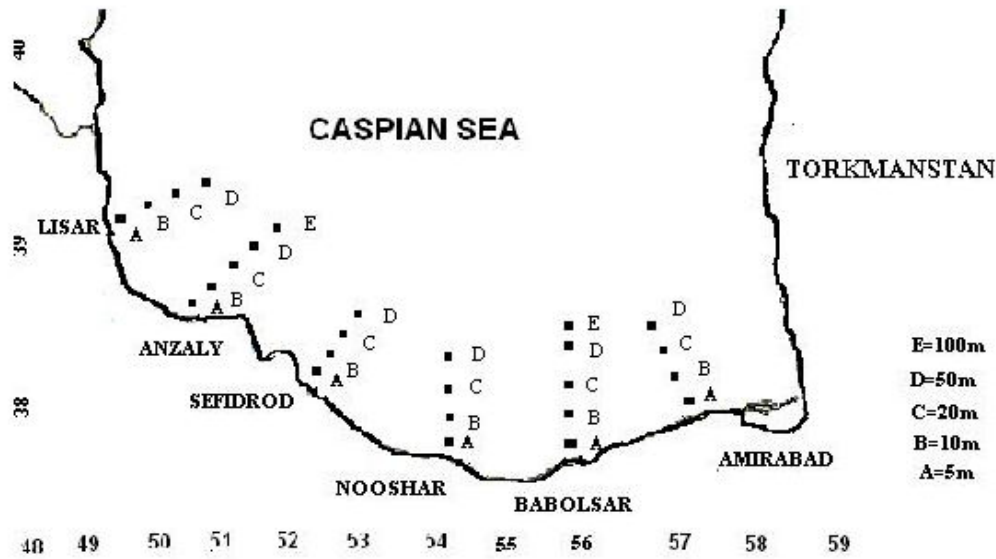 40
CASPIAN SEA
TORKMANSTAN
LISAR
A B C D
39
A B C D E
ANZALY
A B C D
SEFIDROD
A B C D
NOOSHAR
A B C D E
BABOLSAR
A B C D
AMIRABAD
38
E=100m
D=50m
C=20m
B=10m
A=5m
48 49 50 51 52 53 54 55 56 57 58 59